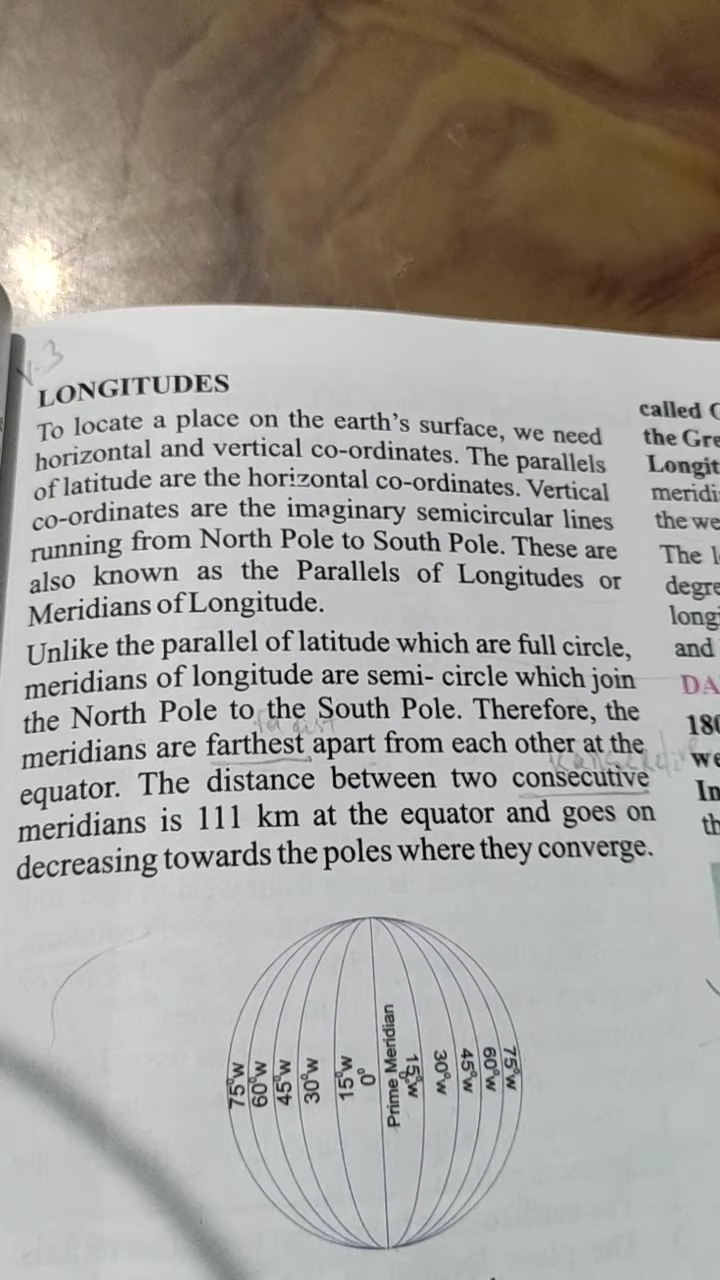 LONGITUDES
To locate a place on the earth's surface, we need
horizontal and vertical co-ordinates. The parallels
of latitude are the horizontal co-ordinates. Vertical
co-ordinates are the imaginary semicircular lines
running from North Pole to South Pole. These are
also known as the Parallels of Longitudes or
Meridians of Longitude.
Unlike the parallel of latitude which are full circle,
meridians of longitude are semi- circle which join
the North Pole to the South Pole. Therefore, the
meridians are farthest apart from each other at the
equator. The distance between two consecutive
meridians is 111 km at the equator and goes on
decreasing towards the poles where they converge.
75°W
60°W
45°W
30°W
15°W
0°
Prime Meridian
15°W
30°W
45°W
60°W
75°W
called
the
meridi
the we
The
degre
long
and
DA
180
we
In
th